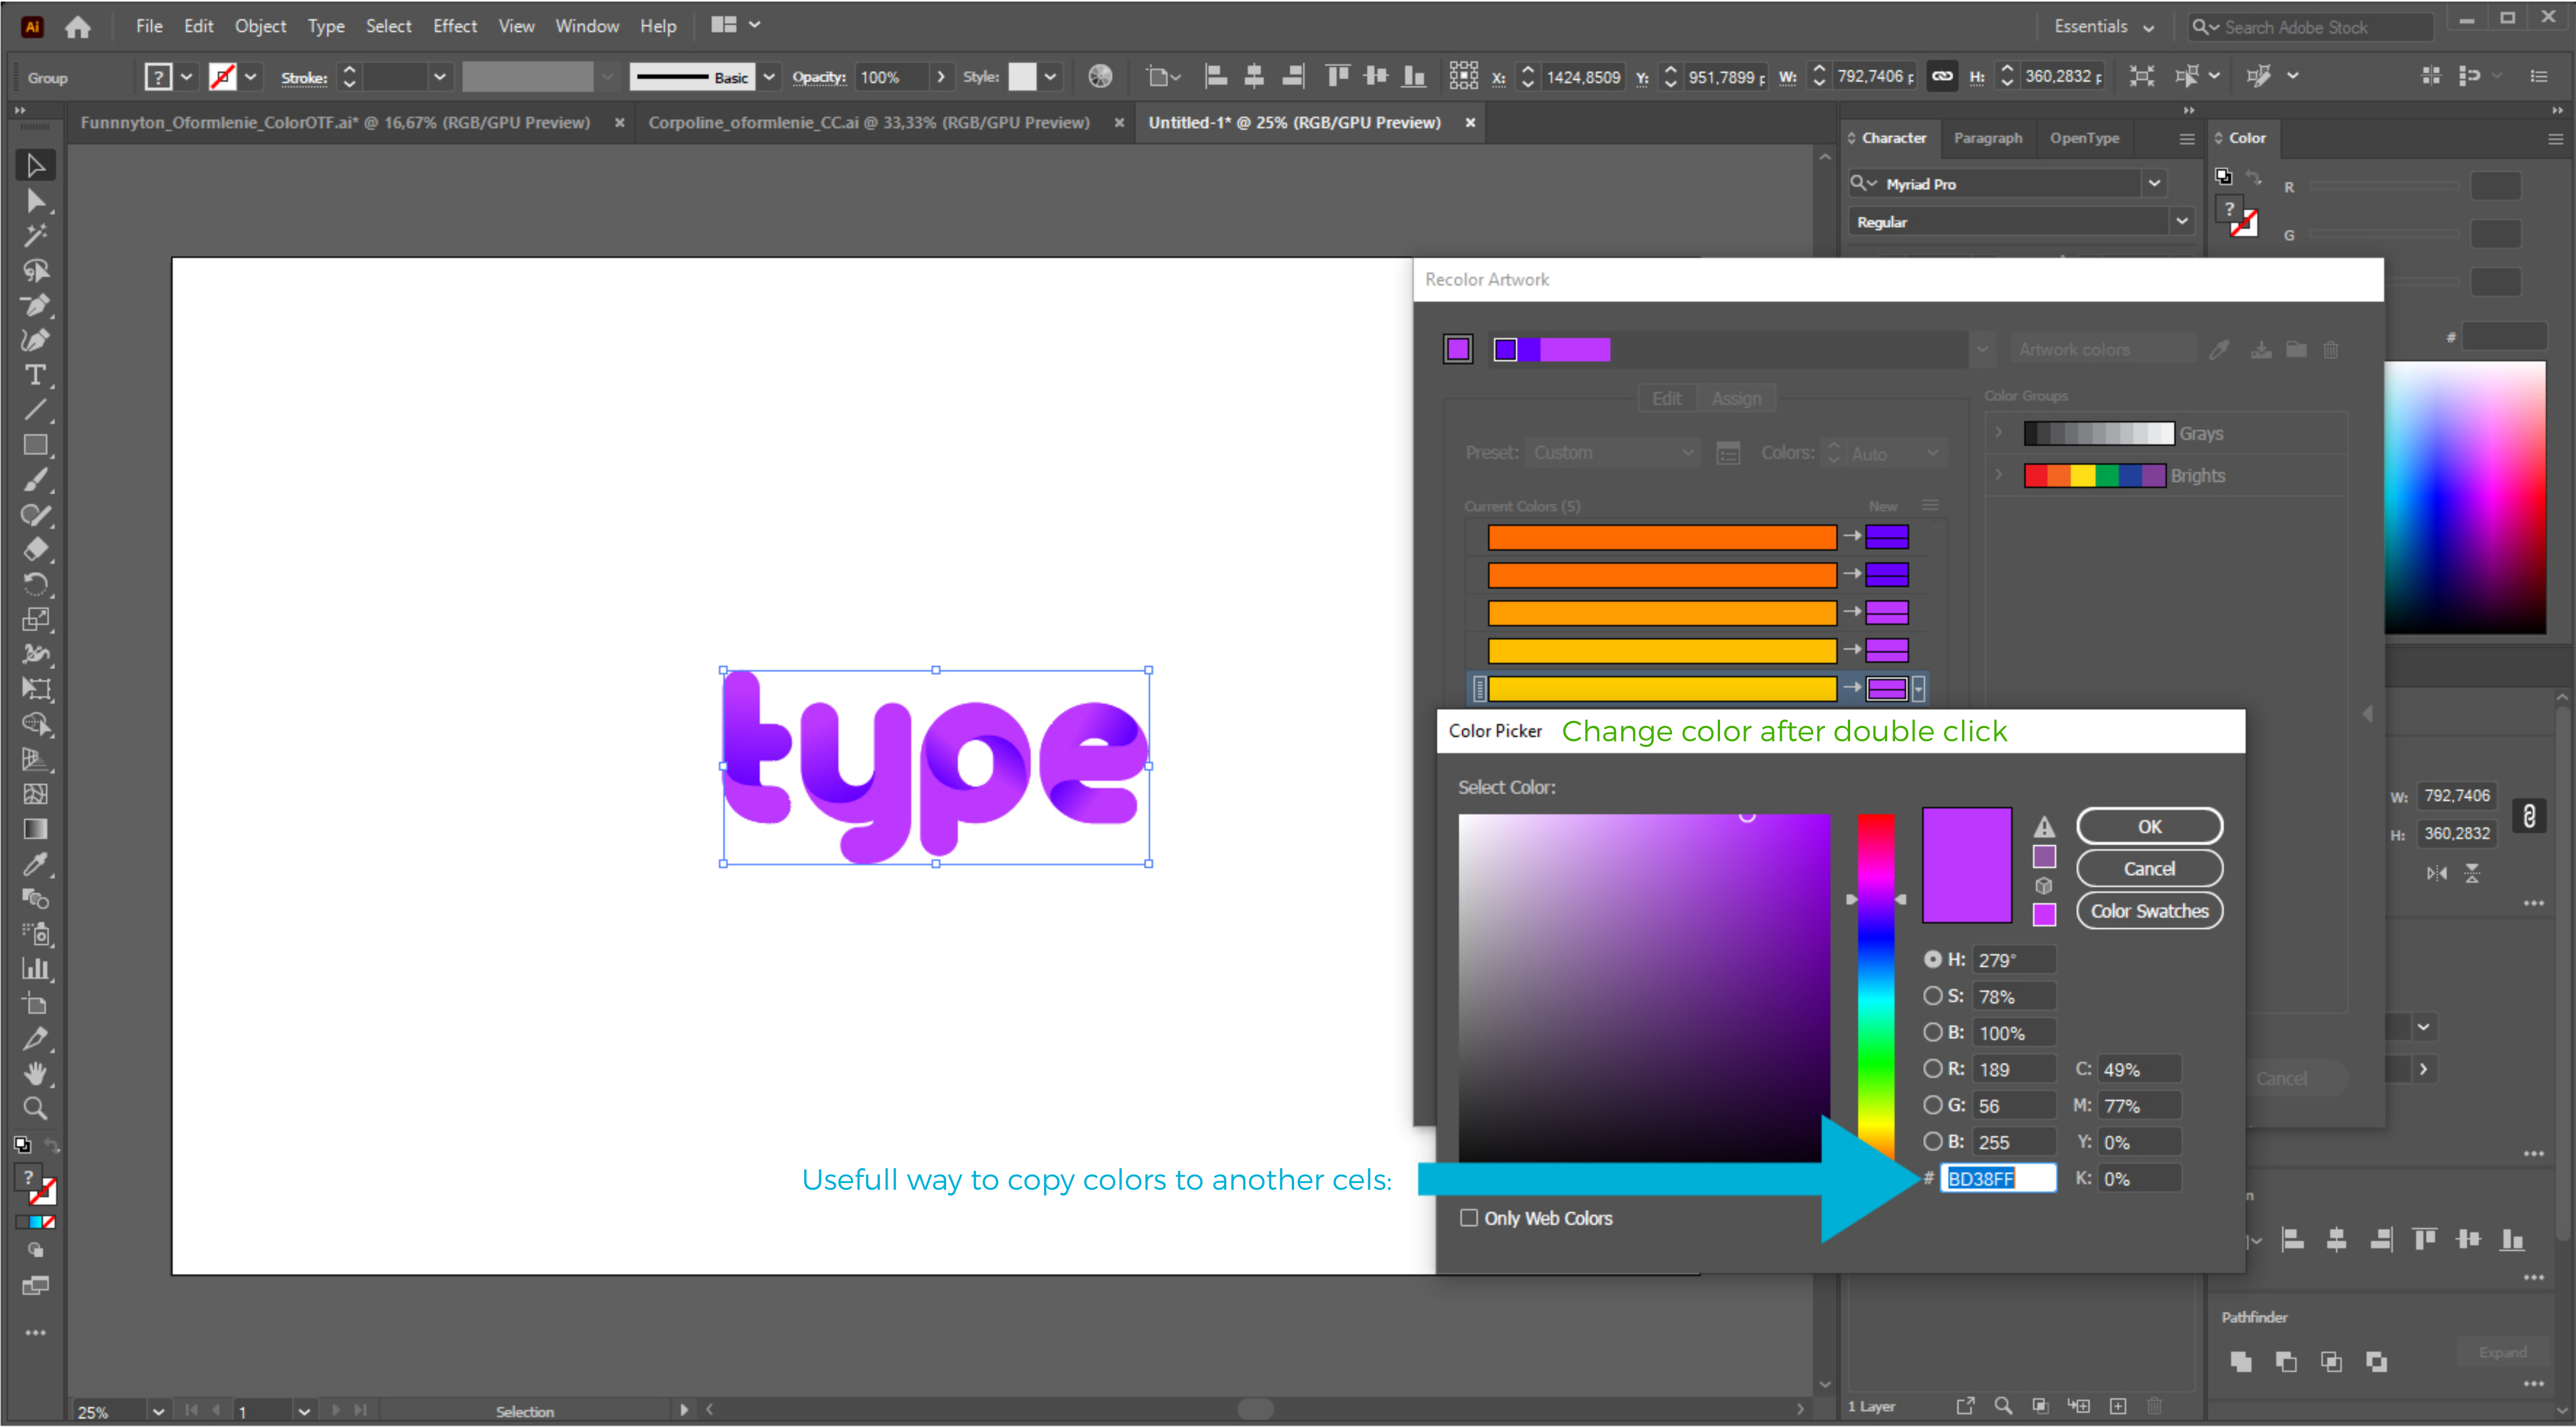 Ai File Edit Object Type Select Effect View Window Help Essentials Search Adobe Stock
Group ? Stroke: Basic Opacity: 100% Style: X: 1424,8509 Y: 951,7899 p W: 792,7406 p H: 360,2832 p
Funnnyton_Oformlenie_ColorOTF.ai* @ 16,67% (RGB/GPU Preview) × Corpoline_oformlenie_CC.ai @ 33,33% (RGB/GPU Preview) × Untitled-1* @ 25% (RGB/GPU Preview) ×
Character Paragraph OpenType Color
Myriad Pro
R
Regular
?
G
Recolor Artwork
#
Artwork colors
Edit Assign
Color Groups
Grays
Preset: Custom Colors: Auto
Brights
Current Colors (5) New
type
Color Picker Change color after double click
Select Color:
W: 792,7406
H: 360,2832
OK
Cancel
Color Swatches
H: 279°
S: 78%
B: 100%
R: 189 C: 49%
G: 56 M: 77%
B: 255 Y: 0%
# BD38FF K: 0%
Cancel
Usefull way to copy colors to another cels:
Only Web Colors
?
n
Pathfinder
Expand
25% 1 Selection 1 Layer